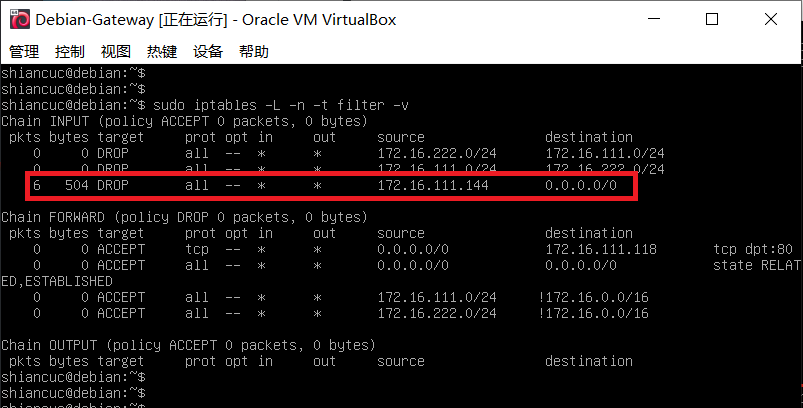 Debian-Gateway [正在运行] - Oracle VM VirtualBox
管理 控制 视图 热键 设备 帮助
shiancuc@debian:~$
shiancuc@debian:~$
shiancuc@debian:~$ sudo iptables -L -n -t filter -v
Chain INPUT (policy ACCEPT 0 packets, 0 bytes)
pkts bytes target prot opt in out source destination
0 0 DROP all -- * * 172.16.222.0/24 172.16.111.0/24
0 0 DROP all -- * * 172.16.111.0/24 172.16.222.0/24
6 504 DROP all -- * * 172.16.111.144 0.0.0.0/0
Chain FORWARD (policy DROP 0 packets, 0 bytes)
pkts bytes target prot opt in out source destination
0 0 ACCEPT tcp -- * * 0.0.0.0/0 172.16.111.118 tcp dpt:80
0 0 ACCEPT all -- * * 0.0.0.0/0 0.0.0.0/0 state RELAT
ED,ESTABLISHED
0 0 ACCEPT all -- * * 172.16.111.0/24 !172.16.0.0/16
0 0 ACCEPT all -- * * 172.16.222.0/24 !172.16.0.0/16
Chain OUTPUT (policy ACCEPT 0 packets, 0 bytes)
pkts bytes target prot opt in out source destination
shiancuc@debian:~$
shiancuc@debian:~$